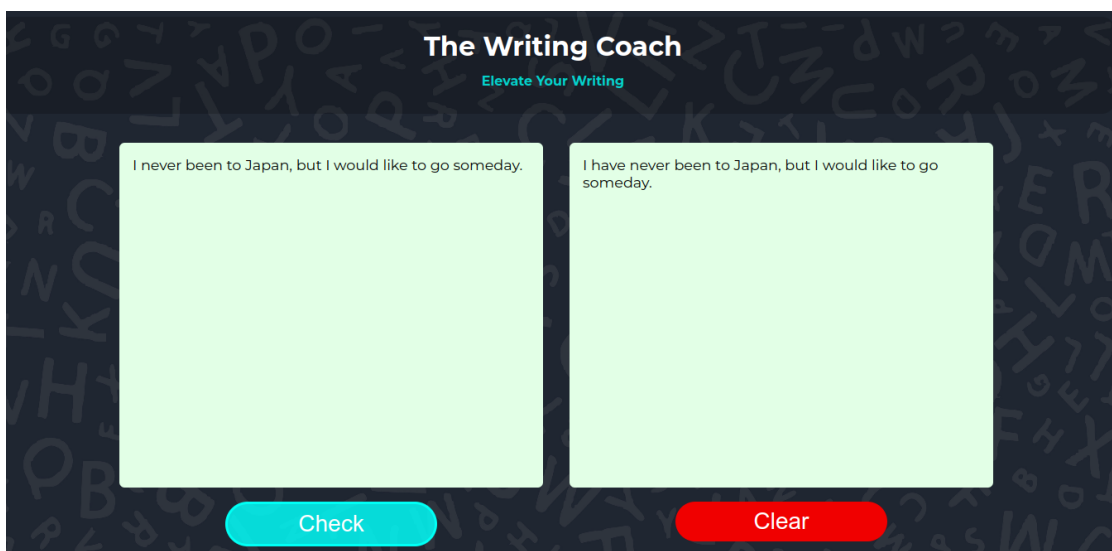 The Writing Coach
Elevate Your Writing
I never been to Japan, but I would like to go someday.
I have never been to Japan, but I would like to go
someday.
Check
Clear